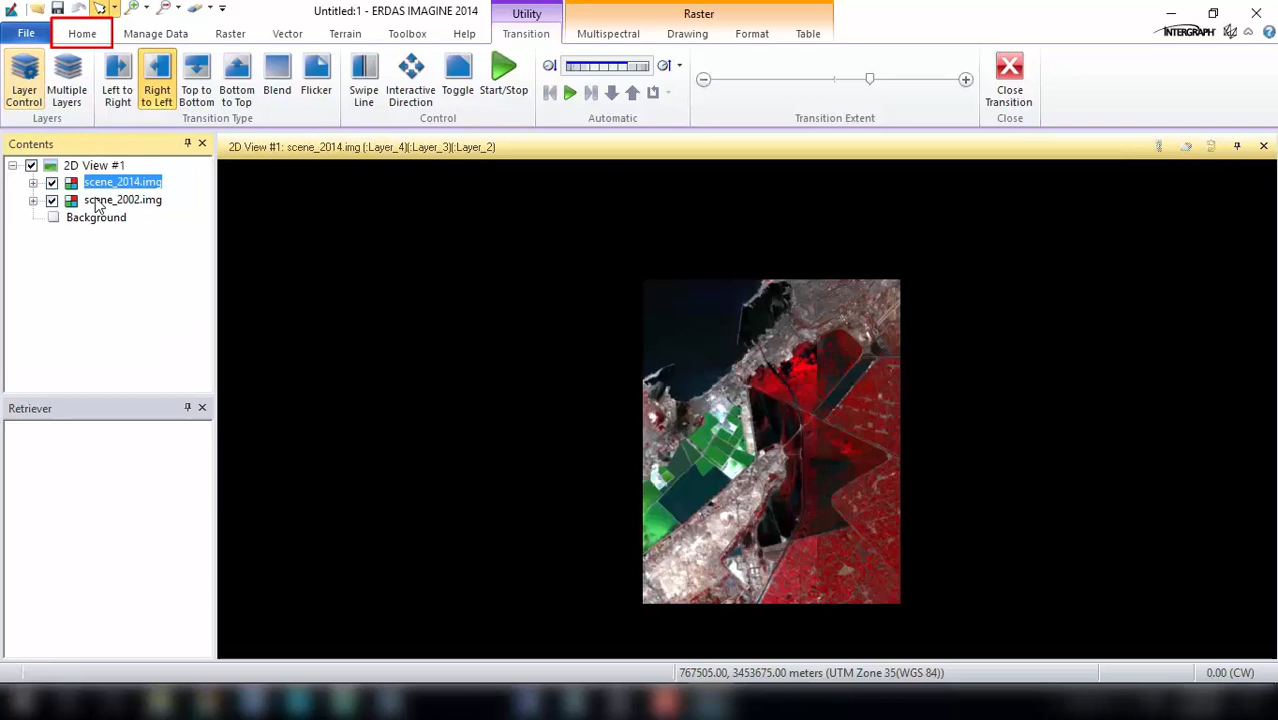 Untitled:1 - ERDAS IMAGINE 2014
Utility
Raster
File
Home
Manage Data
Raster
Vector
Terrain
Toolbox
Help
Transition
Multispectral
Drawing
Format
Table
INTERGRAPH
Layer Control
Multiple Layers
Left to Right
Right to Left
Top to Bottom
Bottom to Top
Blend
Flicker
Swipe Line
Interactive Direction
Toggle
Start/Stop
Close Transition
Layers
Transition Type
Control
Automatic
Transition Extent
Close
Contents
2D View #1: scene_2014.img (:Layer_4)(:Layer_3)(:Layer_2)
2D View #1
scene_2014.img
scene_2002.img
Background
Retriever
767505.00, 3453675.00 meters (UTM Zone 35(WGS 84))
0.00 (CW)